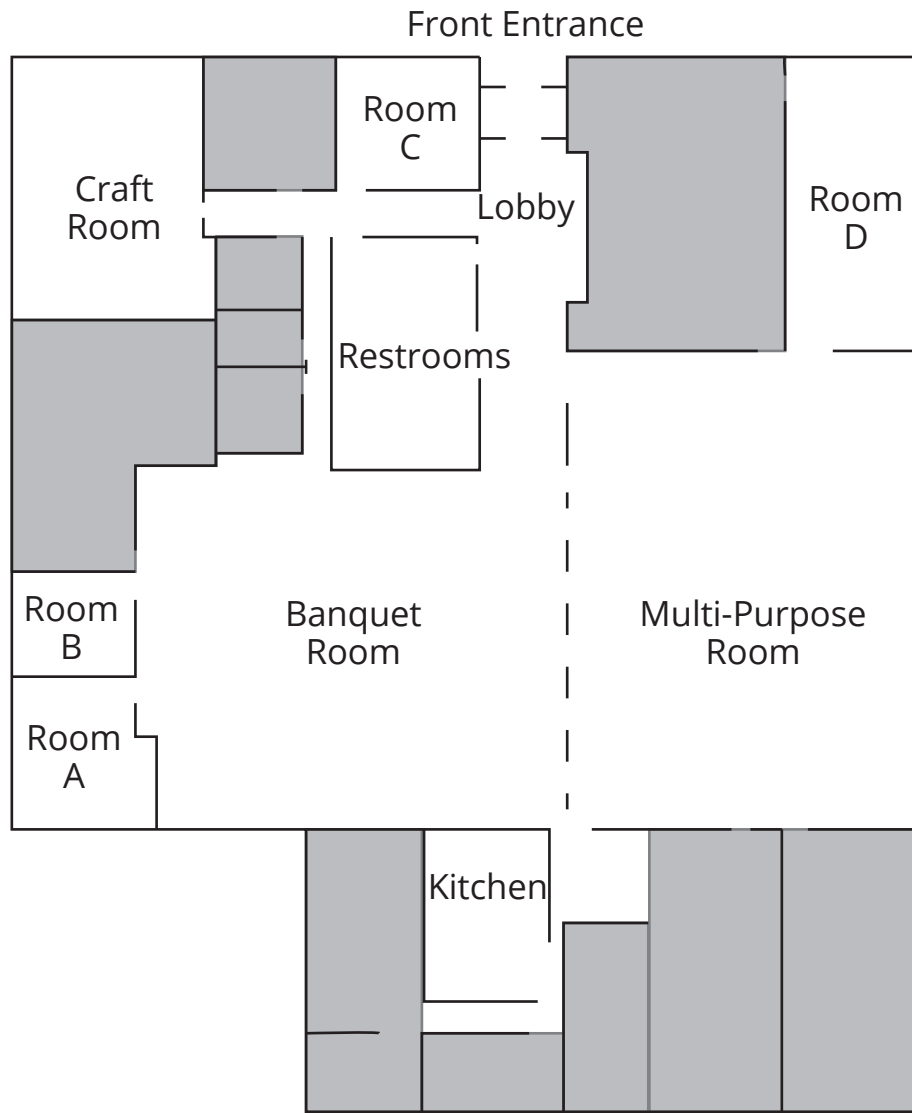 Front Entrance
Room
C
Craft
Room
Lobby
Room
D
Restrooms
Room
B
Banquet
Room
Multi-Purpose
Room
Room
A
Kitchen